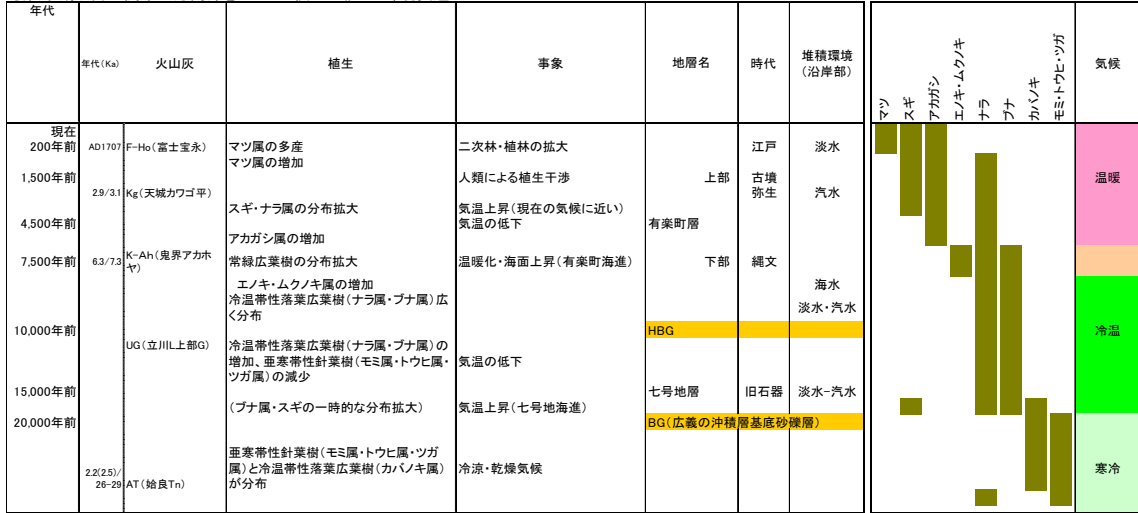 年代
年代(Ka) 火山灰 植生 事象 地層名 時代 堆積環境
(沿岸部)
マツ スギ アカガシ エノキ・ムクノキ ナラ ブナ カバノキ モミ・トウヒ・ツガ 気候
現在
200年前 AD1707 F-Ho(富士宝永) マツ属の多産 二次林・植林の拡大 江戸 淡水
マツ属の増加
1,500年前 人類による植生干渉 上部 古墳 温暖
2.9/3.1 Kg(天城カワゴ平) 弥生 汽水
スギ・ナラ属の分布拡大 気温上昇(現在の気候に近い)
4,500年前 気温の低下 有楽町層
アカガシ属の増加
7,500年前 6.3/7.3 K-Ah(鬼界アカホ
ヤ) 常緑広葉樹の分布拡大 温暖化・海面上昇(有楽町海進) 下部 縄文
エノキ・ムクノキ属の増加 海水
冷温帯性落葉広葉樹(ナラ属・ブナ属)広
く分布 淡水・汽水
10,000年前 HBG 冷温
UG(立川L上部G) 冷温帯性落葉広葉樹(ナラ属・ブナ属)の
増加、亜寒帯性針葉樹(モミ属・トウヒ属・
ツガ属)の減少 気温の低下
15,000年前 七号地層 旧石器 淡水-汽水
(ブナ属・スギの一時的な分布拡大) 気温上昇(七号地海進)
20,000年前 BG(広義の沖積層基底砂礫層)
亜寒帯性針葉樹(モミ属・トウヒ属・ツガ
属)と冷温帯性落葉広葉樹(カバノキ属)
が分布 冷涼・乾燥気候 寒冷
2.2(2.5)/
26-29 AT(姶良Tn)